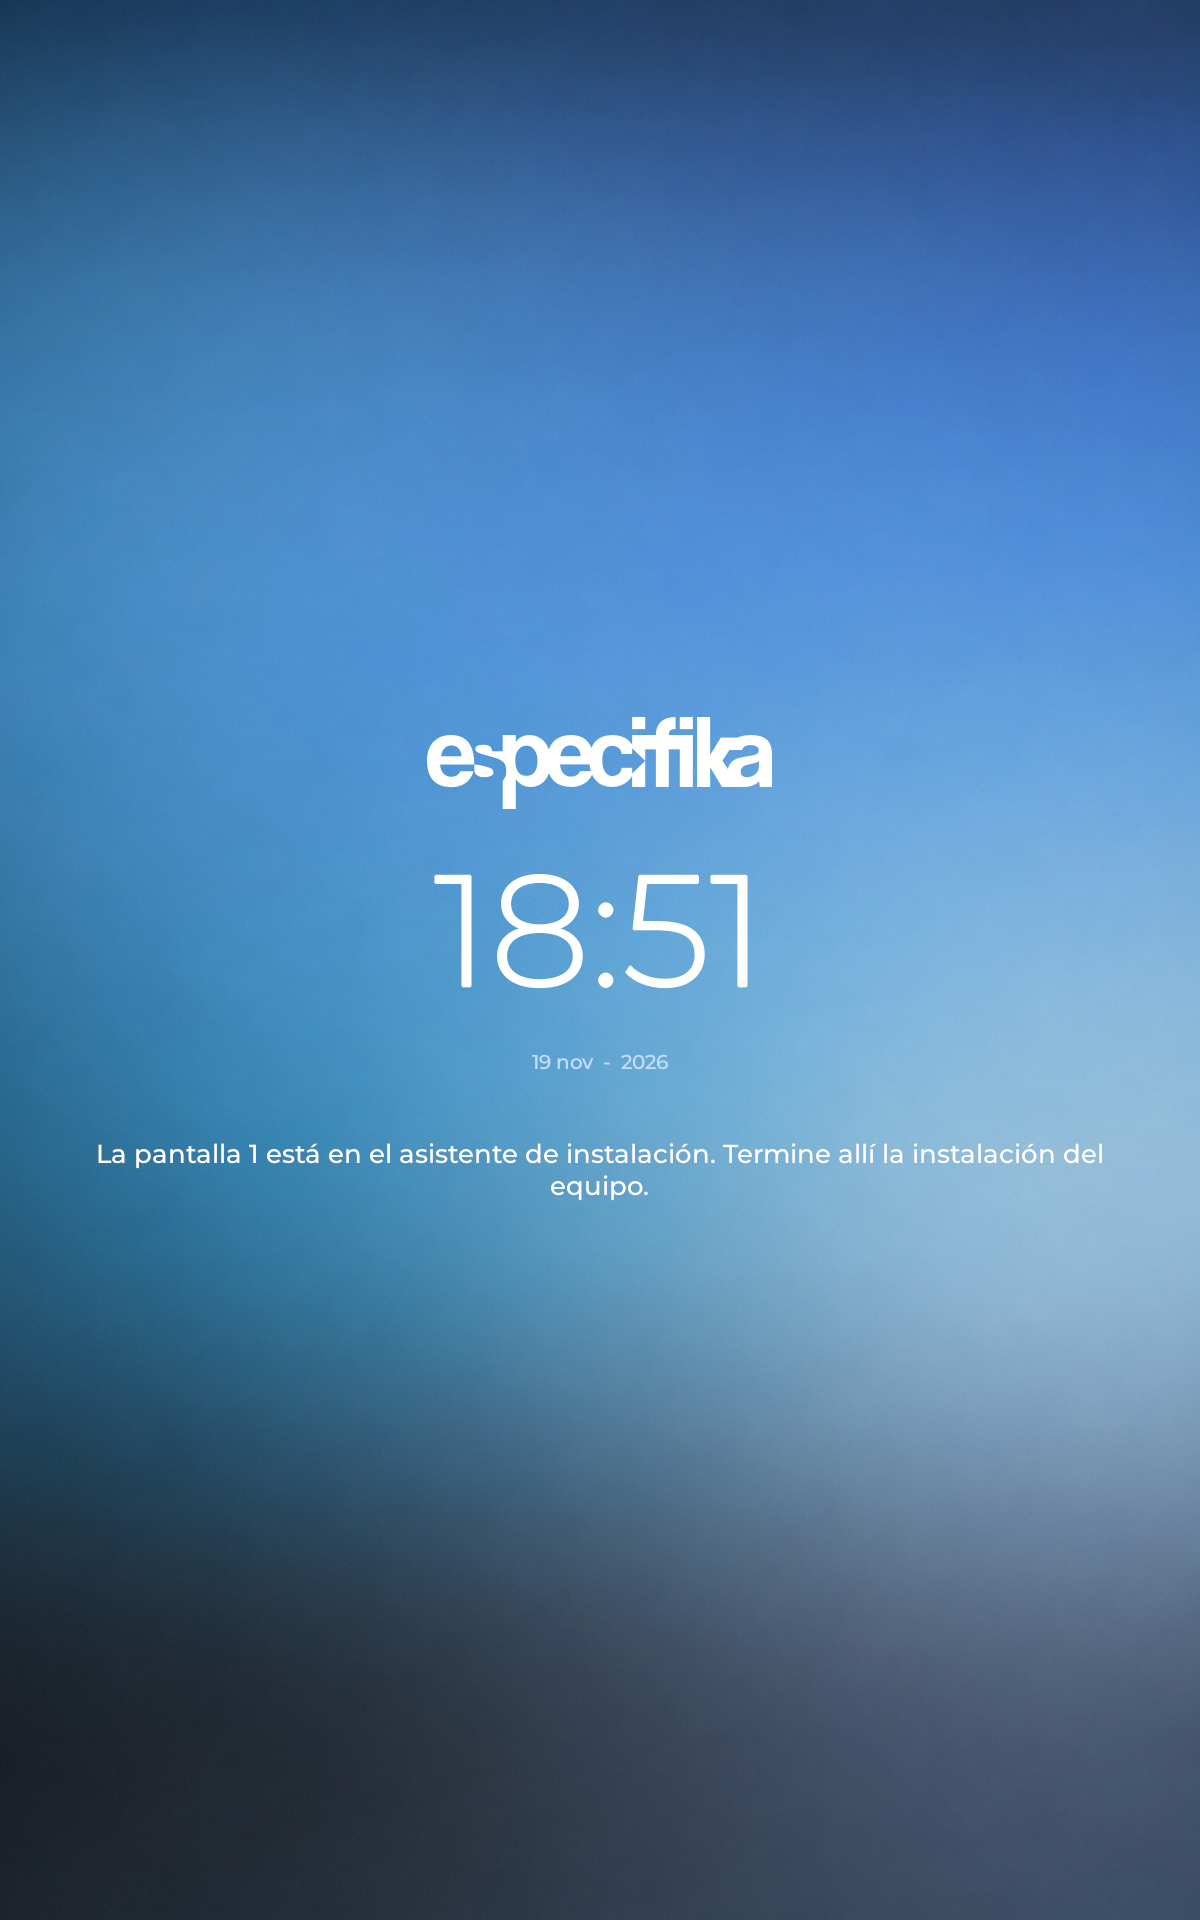 especifika
18:51
19 nov - 2026
La pantalla 1 está en el asistente de instalación. Termine allí la instalación del
equipo.